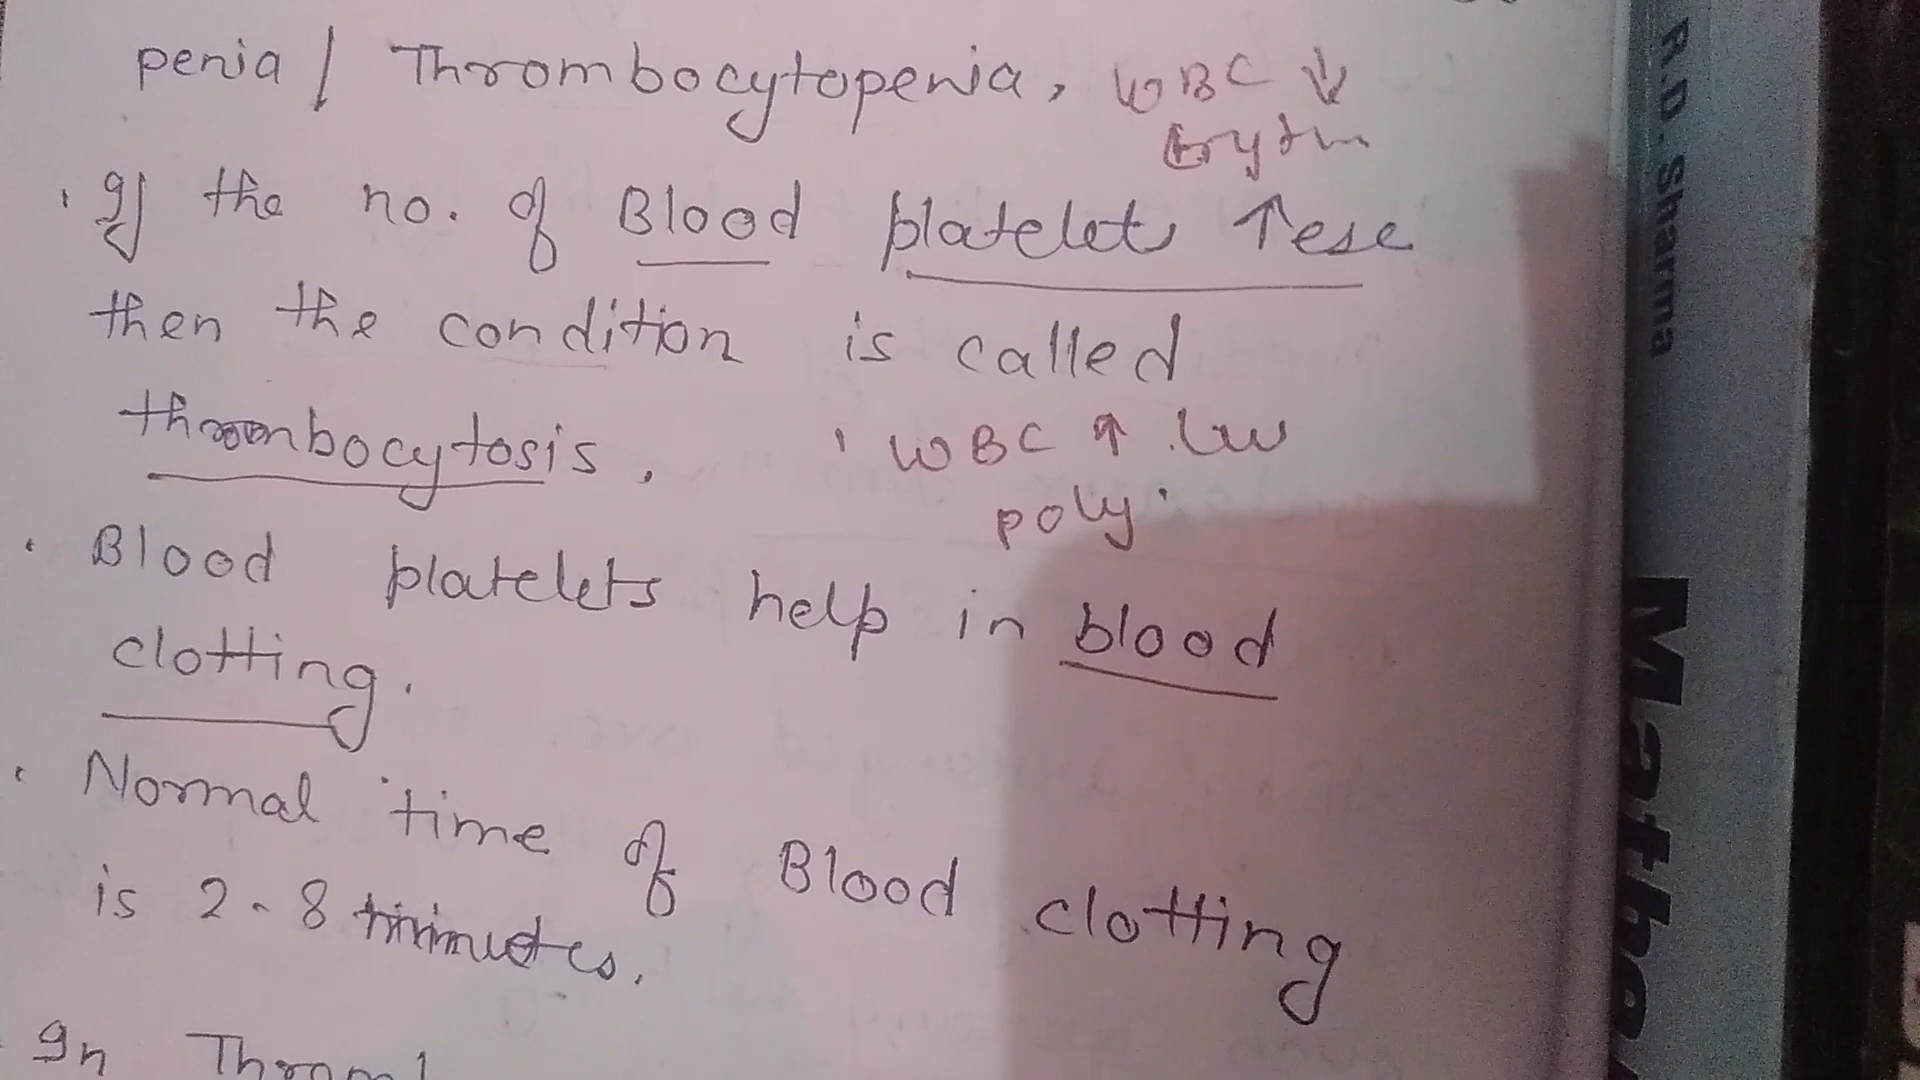 penia / Thrombocytopenia, WBC ↓
Eryth
. If the no. of Blood platelets ↑ese
then the condition is called
thrombocytosis.
. WBC ↑
poly
. Blood platelets help in blood
clotting.
. Normal time of Blood clotting
is 2-8 minutes.
In
R.D. Sharma